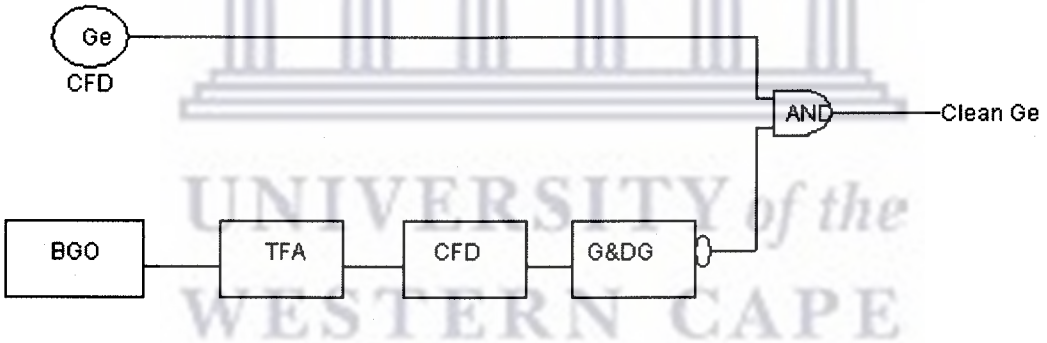 Ge
CFD
AND
Clean Ge
UNIVERSITY of the
BGO
TFA
CFD
G&DG
WESTERN CAPE